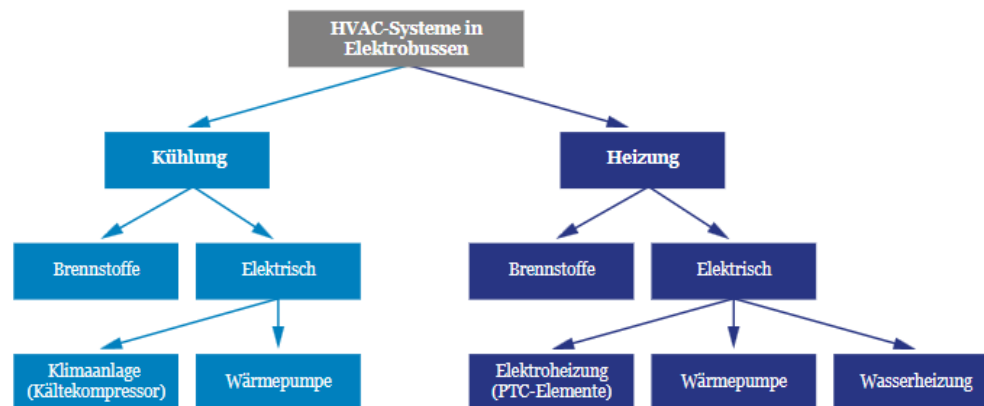 HVAC-Systeme in
Elektrobussen
Kühlung
Heizung
Brennstoffe
Elektrisch
Brennstoffe
Elektrisch
Klimaanlage
(Kältekompressor)
Wärmepumpe
Elektroheizung
(PTC-Elemente)
Wärmepumpe
Wasserheizung